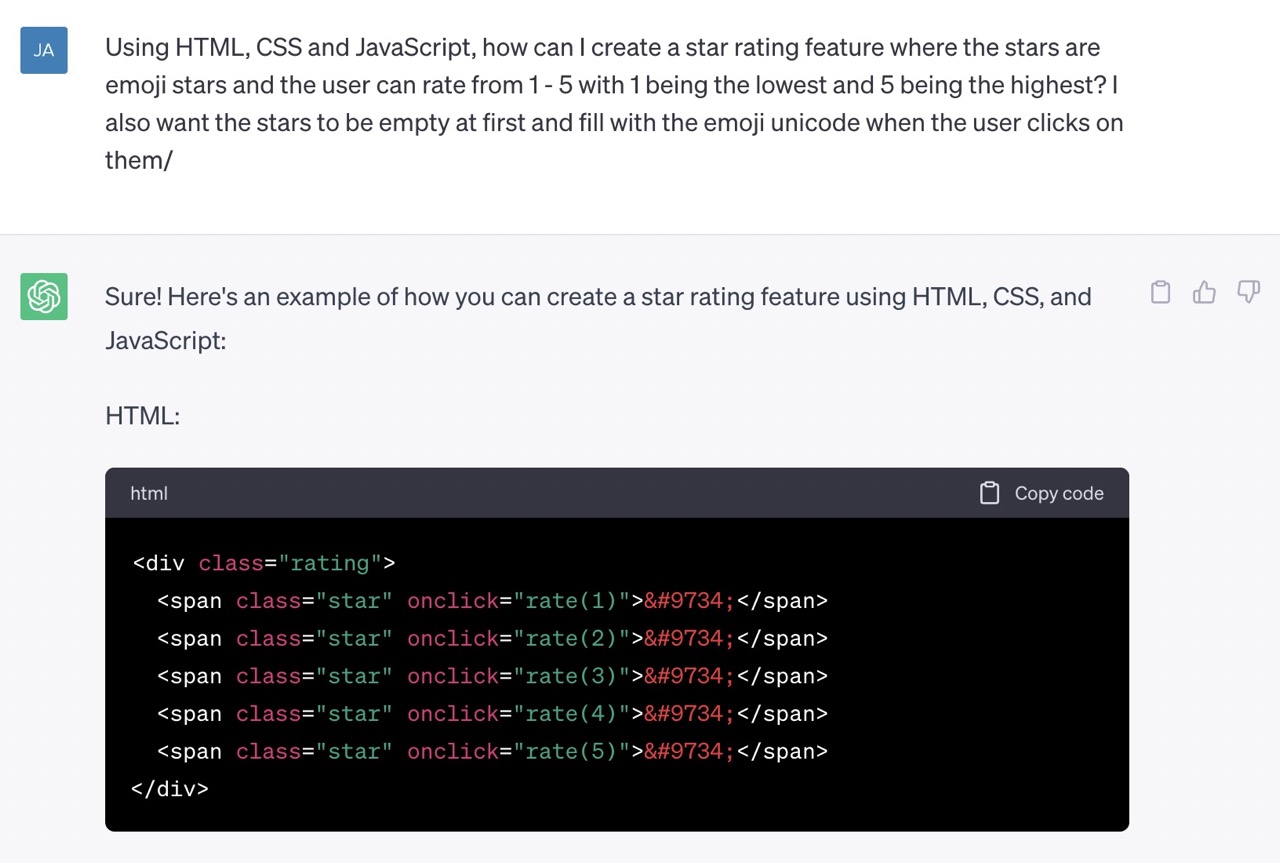 JA
Using HTML, CSS and JavaScript, how can I create a star rating feature where the stars are
emoji stars and the user can rate from 1 - 5 with 1 being the lowest and 5 being the highest? I
also want the stars to be empty at first and fill with the emoji unicode when the user clicks on
them/
Sure! Here's an example of how you can create a star rating feature using HTML, CSS, and
JavaScript:
HTML:
html Copy code
<div class="rating">
  <span class="star" onclick="rate(1)">&#9734;</span>
  <span class="star" onclick="rate(2)">&#9734;</span>
  <span class="star" onclick="rate(3)">&#9734;</span>
  <span class="star" onclick="rate(4)">&#9734;</span>
  <span class="star" onclick="rate(5)">&#9734;</span>
</div>